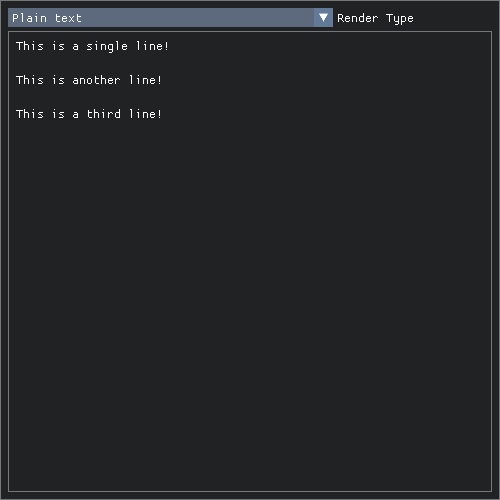 Plain text
Render Type
This is a single line!
This is another line!
This is a third line!